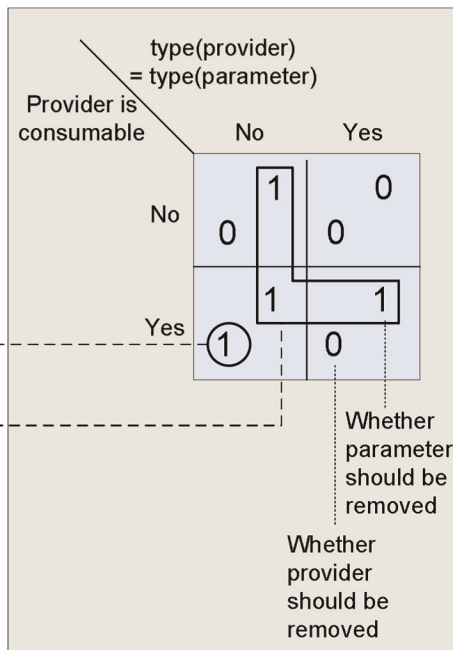 type(provider)
= type(parameter)
Provider is
consumable
No Yes
No
1 0
0 0
Yes
1 1
1 0
Whether
parameter
should be
removed
Whether
provider
should be
removed